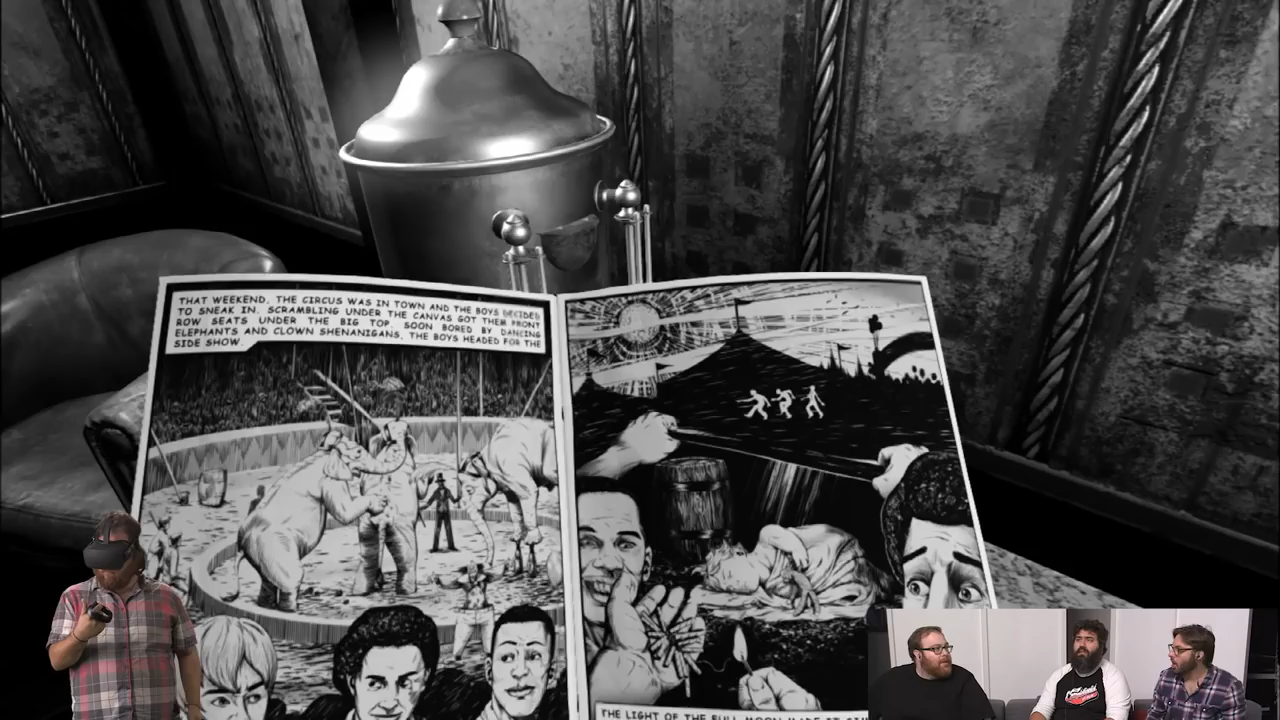 THAT WEEKEND, THE CIRCUS WAS IN TOWN AND THE BOYS DECIDED
TO SNEAK IN. SCRAMBLING UNDER THE CANVAS GOT THEM FRONT
ROW SEATS UNDER THE BIG TOP. SOON BORED BY DANCING
ELEPHANTS AND CLOWN SHENANIGANS, THE BOYS HEADED FOR THE
SIDE SHOW.
THE LIGHT OF THE FULL MOON MADE IT